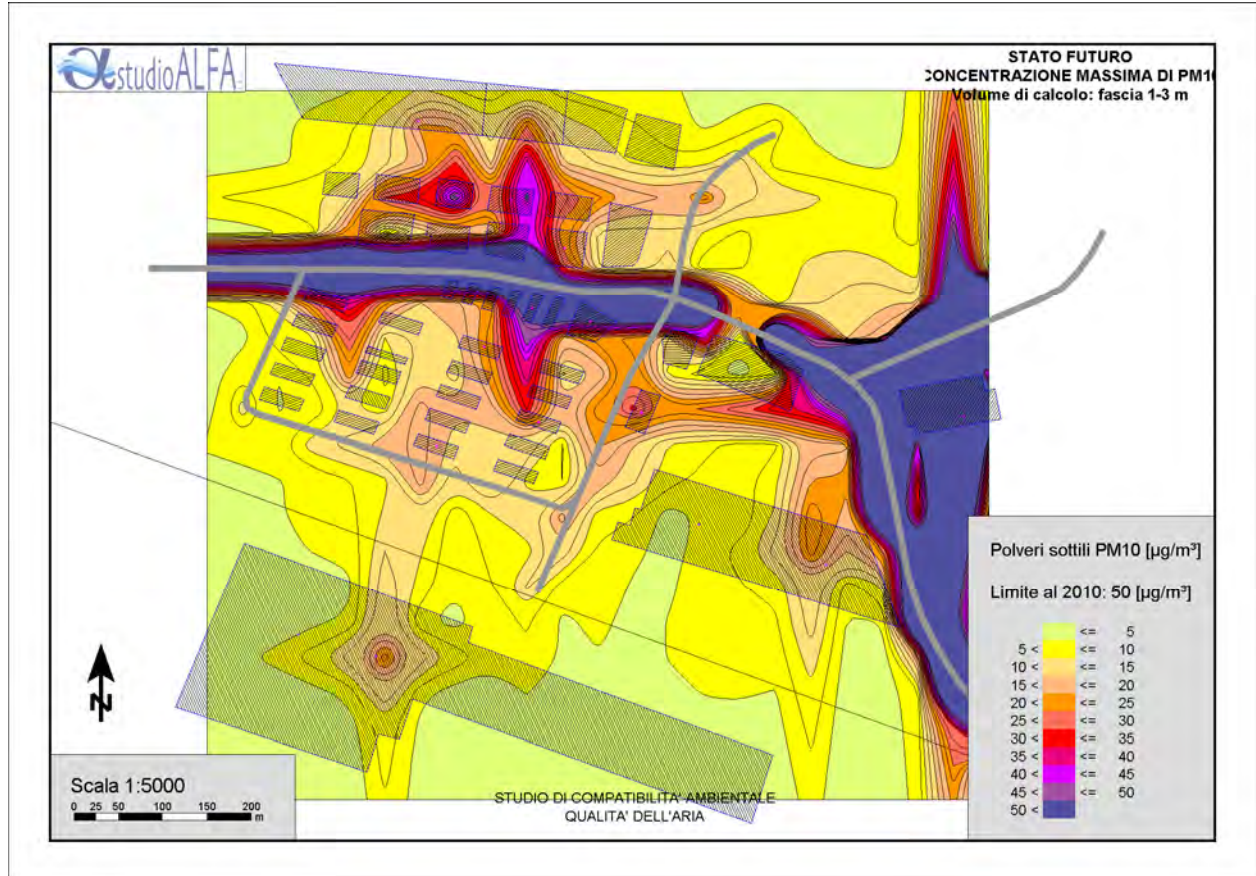 studioALFA
STATO FUTURO
CONCENTRAZIONE MASSIMA DI PM10
Volume di calcolo: fascia 1-3 m
Polveri sottili PM10 [µg/m³]
Limite al 2010: 50 [µg/m³]
<= 5
5 < <= 10
10 < <= 15
15 < <= 20
20 < <= 25
25 < <= 30
30 < <= 35
35 < <= 40
40 < <= 45
45 < <= 50
50 <
N
Scala 1:5000
0 25 50 100 150 200
m
STUDIO DI COMPATIBILITA' AMBIENTALE
QUALITA' DELL'ARIA